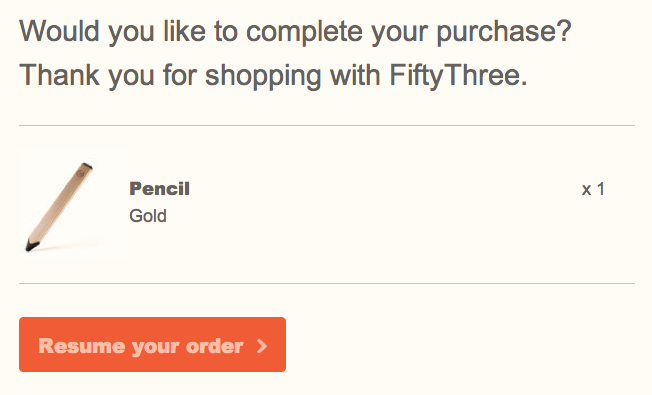 Would you like to complete your purchase?
Thank you for shopping with FiftyThree.
Pencil x 1
Gold
Resume your order